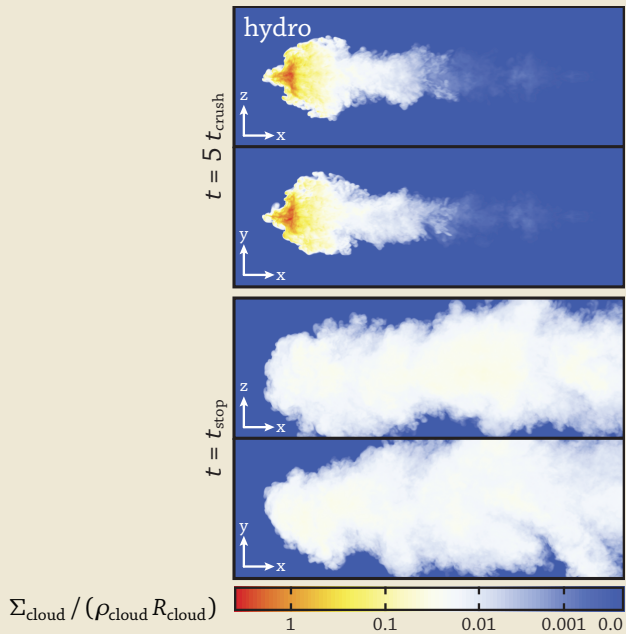 hydro
z
x
t = 5 t_crush
y
x
z
x
t = t_stop
y
x
Σ_cloud / (ρ_cloud R_cloud)
1 0.1 0.01 0.001 0.0